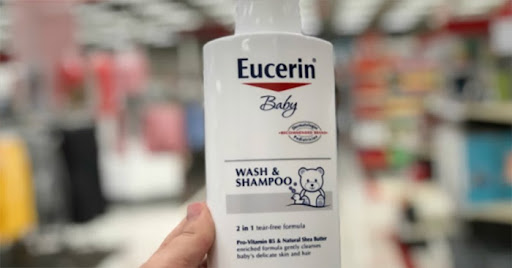 Eucerin®
Baby
WASH &
SHAMPOO
2 in 1 tear-free formula
Pro-Vitamin B5 & Natural Shea Butter
enriched formula gently cleanses
baby's delicate skin and hair